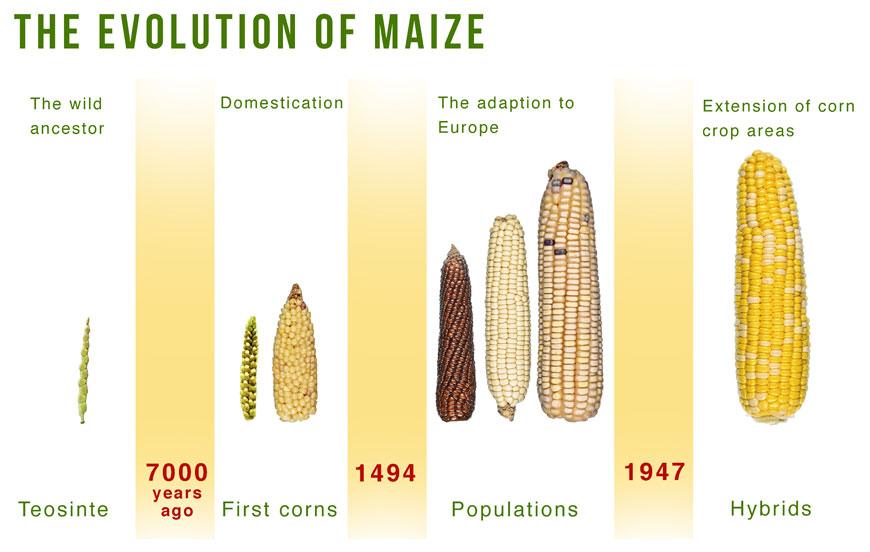 THE EVOLUTION OF MAIZE
The wild
ancestor
Domestication
The adaption to
Europe
Extension of corn
crop areas
7000
years
ago
1494
1947
Teosinte
First corns
Populations
Hybrids